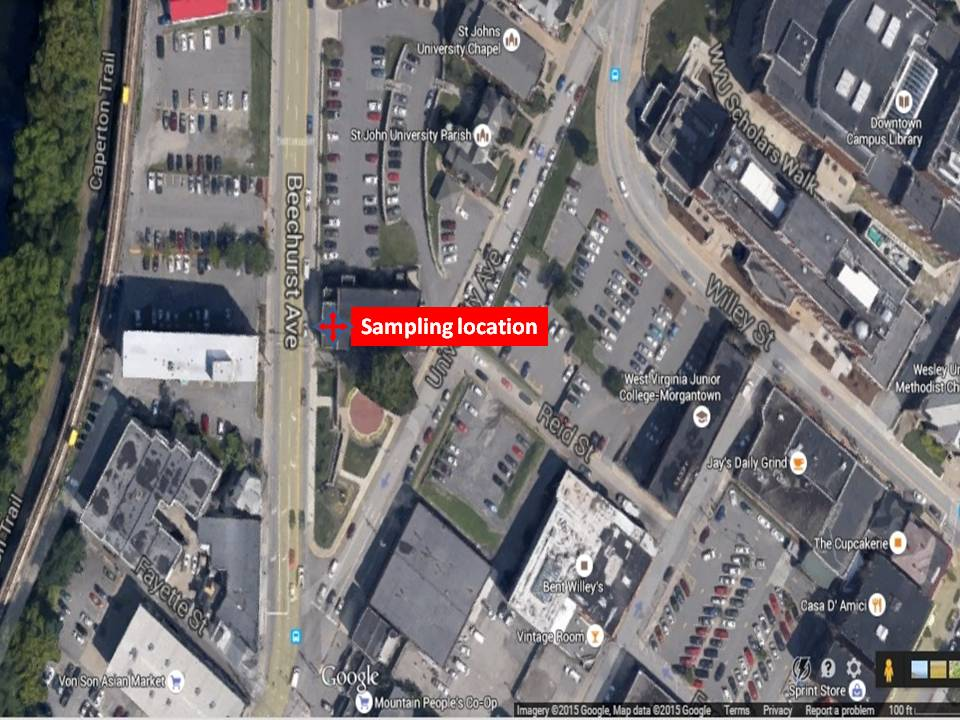 St Johns
University Chapel
WVU Scholars Walk
Downtown
Campus Library
Caperton Trail
St John University Parish
Beechurst Ave
Willey St
Sampling location
West Virginia Junior
College-Morgantown
Wesley
Methodist
Reid St
Jay's Daily Grind
The Cupcakerie
Fayette St
Bent Willey's
Casa D' Amici
Vintage Room
Trail
Von Son Asian Market
Google
Mountain People's Co-Op
Sprint Store
Imagery ©2015 Google, Map data ©2015 Google Terms Privacy Report a problem 100 ft